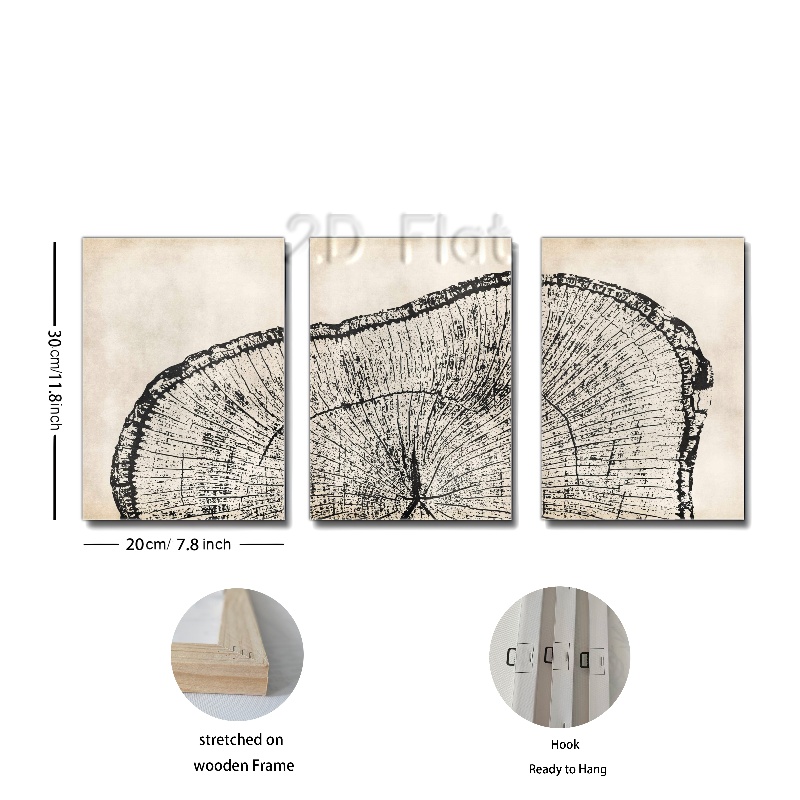 2D Flat
30cm/11.8inch
20cm/ 7.8 inch
stretched on
wooden Frame
Hook
Ready to Hang